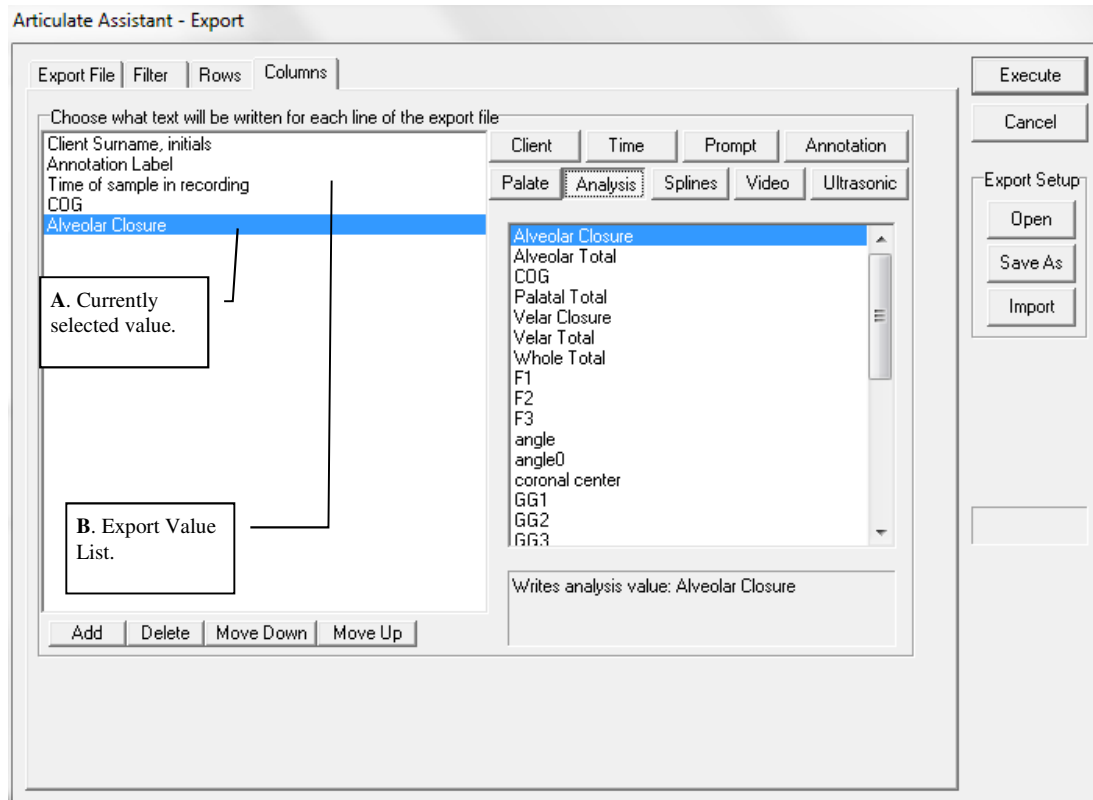 Articulate Assistant - Export
Export File Filter Rows Columns
Choose what text will be written for each line of the export file
Client Surname, initials
Annotation Label
Time of sample in recording
COG
Alveolar Closure
A. Currently
selected value.
B. Export Value
List.
Add Delete Move Down Move Up
Client Time Prompt Annotation
Palate Analysis Splines Video Ultrasonic
Alveolar Closure
Alveolar Total
COG
Palatal Total
Velar Closure
Velar Total
Whole Total
F1
F2
F3
angle
angle0
coronal center
GG1
GG2
GG3
Writes analysis value: Alveolar Closure
Execute
Cancel
Export Setup
Open
Save As
Import